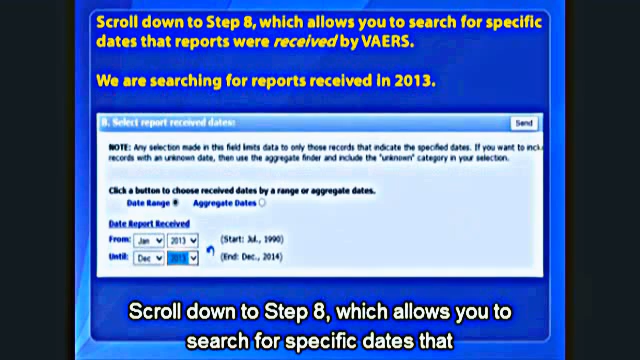 Scroll down to Step 8, which allows you to search for specific
dates that reports were received by VAERS.
We are searching for reports received in 2013.
8. Select report received dates:
Send
NOTE: Any selection made in this field limits data to only those records that indicate the specified dates. If you want to
records with an unknown date, then use the aggregate finder and include the "unknown" category in your selection.
Click a button to choose received dates by a range or aggregate dates.
Date Range Aggregate Dates
Date Report Received
From: Jan 2013 (Start: Jul., 1990)
Until: Dec 2013 (End: Dec., 2014)
Scroll down to Step 8, which allows you to
search for specific dates that